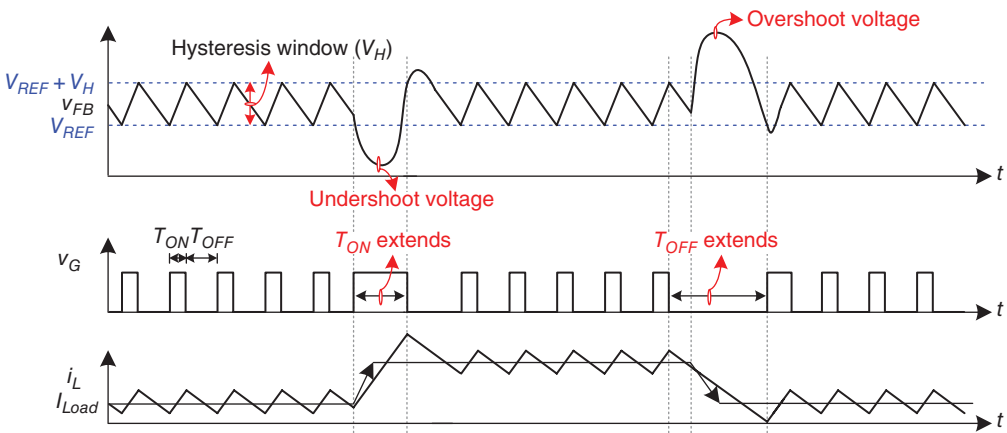 Overshoot voltage
Hysteresis window (V_H)
V_REF + V_H
v_FB
V_REF
t
Undershoot voltage
T_ON T_OFF
T_ON extends
T_OFF extends
v_G
t
i_L
I_Load
t